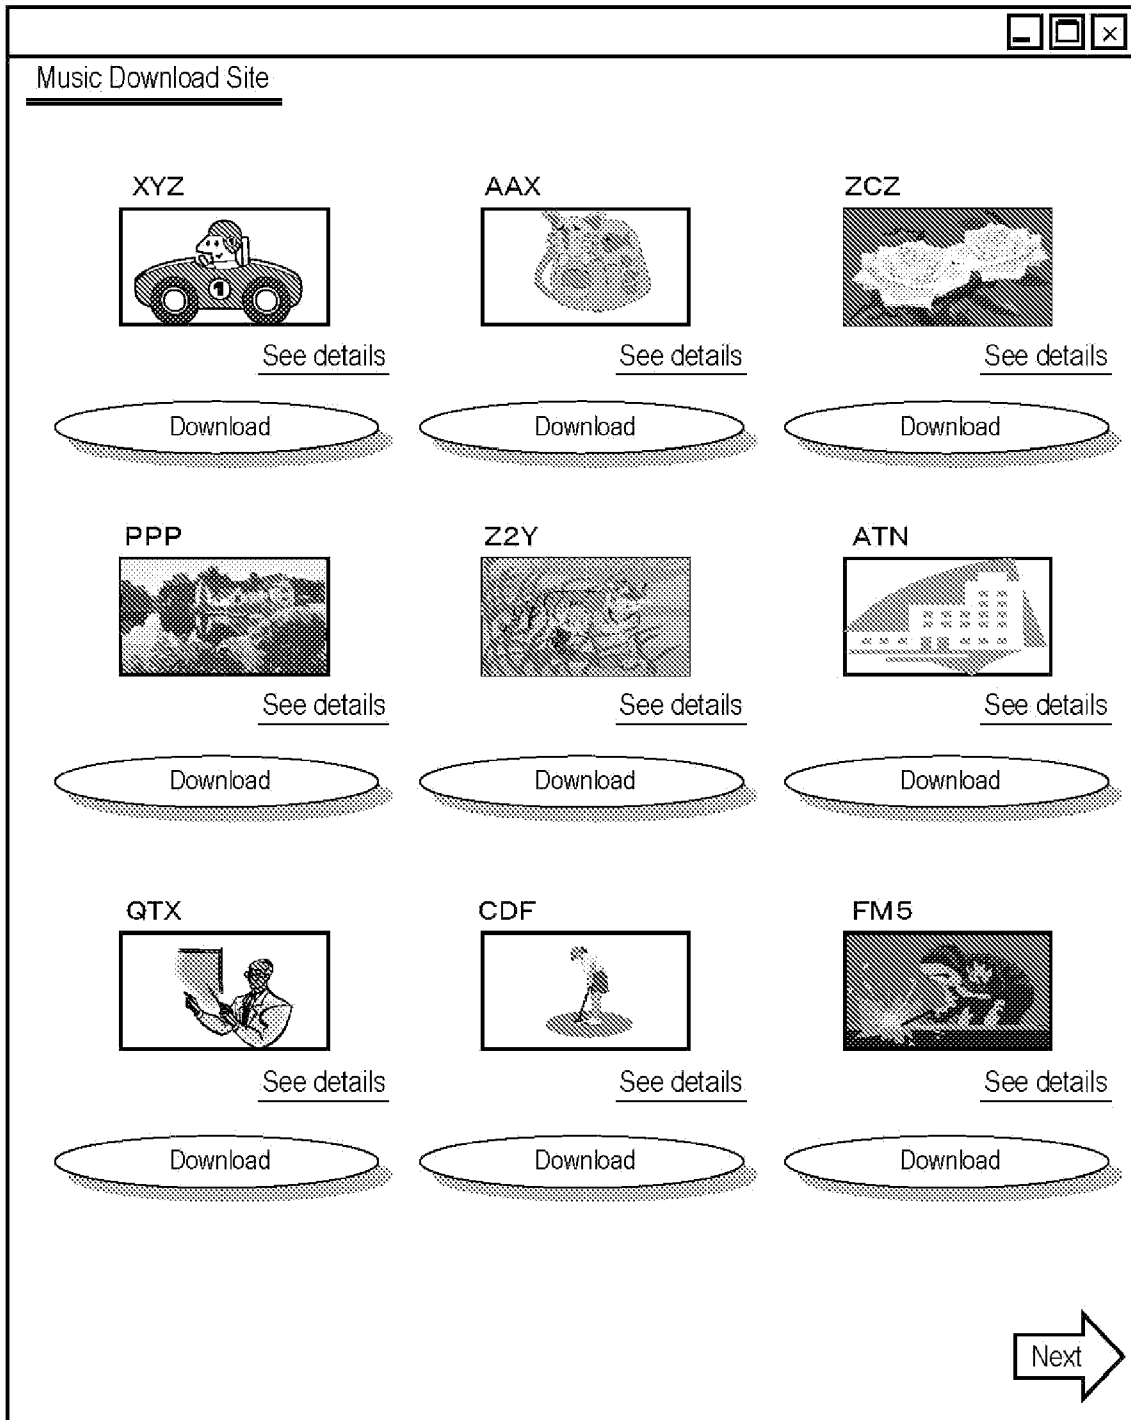 Music Download Site
XYZ AAX ZCZ
1
See details See details See details
Download Download Download
PPP Z2Y ATN
See details See details See details
Download Download Download
QTX CDF FM5
See details See details See details
Download Download Download
Next